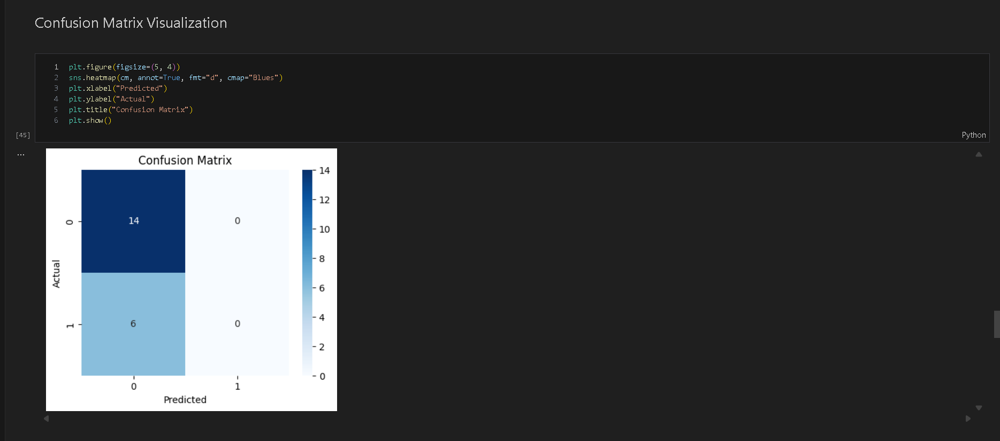 Confusion Matrix Visualization
1 plt.figure(figsize=(5, 4))
2 sns.heatmap(cm, annot=True, fmt="d", cmap="Blues")
3 plt.xlabel("Predicted")
4 plt.ylabel("Actual")
5 plt.title("Confusion Matrix")
6 plt.show()
[45]
Python
...
Confusion Matrix
14
12
10
8
6
4
2
0
0
14
0
Actual
1
6
0
0
1
Predicted